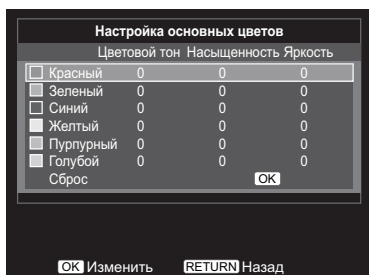 Настройка основных цветов
Цветовой тон Насыщенность Яркость
Красный 0 0 0
Зеленый 0 0 0
Синий 0 0 0
Желтый 0 0 0
Пурпурный 0 0 0
Голубой 0 0 0
Сброс OK
OK Изменить RETURN Назад